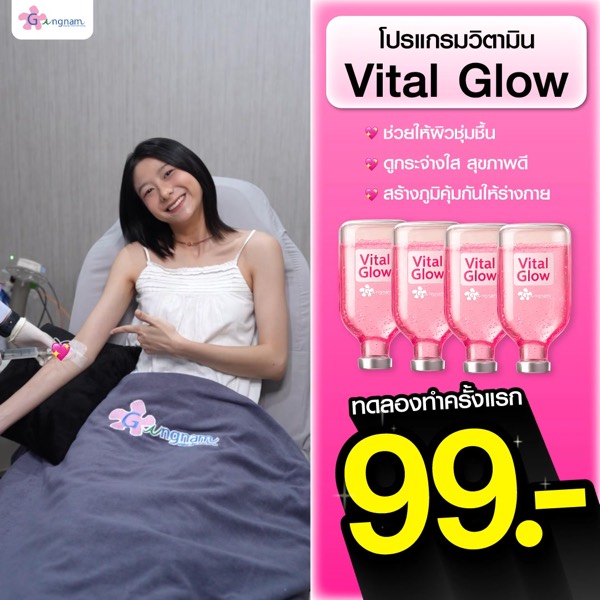 Gangnam
โปรแกรมวิตามิน
Vital Glow
ช่วยให้ผิวชุ่มชื้น
ดูกระจ่างใส สุขภาพดี
สร้างภูมิคุ้มกันให้ร่างกาย
Vital Glow
Vital Glow
Vital Glow
Vital Glow
ทดลองทำครั้งแรก
99.-
Gangnam